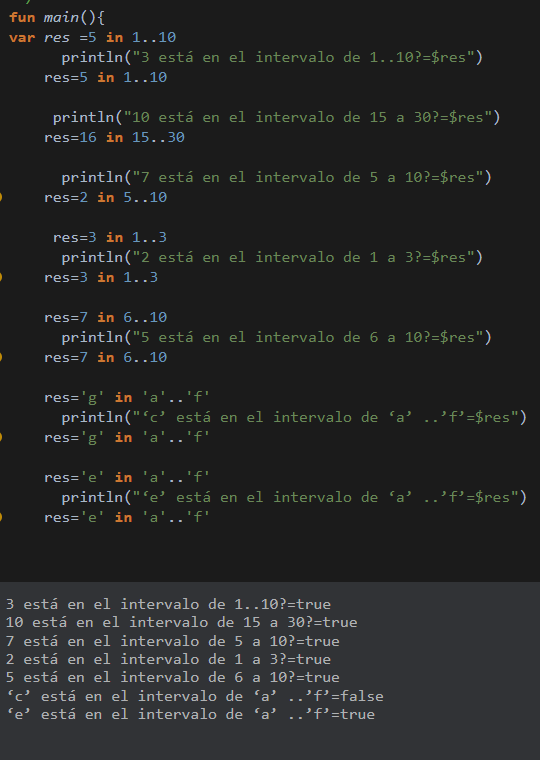 fun main(){
var res =5 in 1..10
println("3 está en el intervalo de 1..10?=$res")
res=5 in 1..10
println("10 está en el intervalo de 15 a 30?=$res")
res=16 in 15..30
println("7 está en el intervalo de 5 a 10?=$res")
res=2 in 5..10
res=3 in 1..3
println("2 está en el intervalo de 1 a 3?=$res")
res=3 in 1..3
res=7 in 6..10
println("5 está en el intervalo de 6 a 10?=$res")
res=7 in 6..10
res='g' in 'a'..'f'
println("‘c’ está en el intervalo de ‘a’ ..’f’=$res")
res='g' in 'a'..'f'
res='e' in 'a'..'f'
println("‘e’ está en el intervalo de ‘a’ ..’f’=$res")
res='e' in 'a'..'f'
3 está en el intervalo de 1..10?=true
10 está en el intervalo de 15 a 30?=true
7 está en el intervalo de 5 a 10?=true
2 está en el intervalo de 1 a 3?=true
5 está en el intervalo de 6 a 10?=true
‘c’ está en el intervalo de ‘a’ ..’f’=false
‘e’ está en el intervalo de ‘a’ ..’f’=true